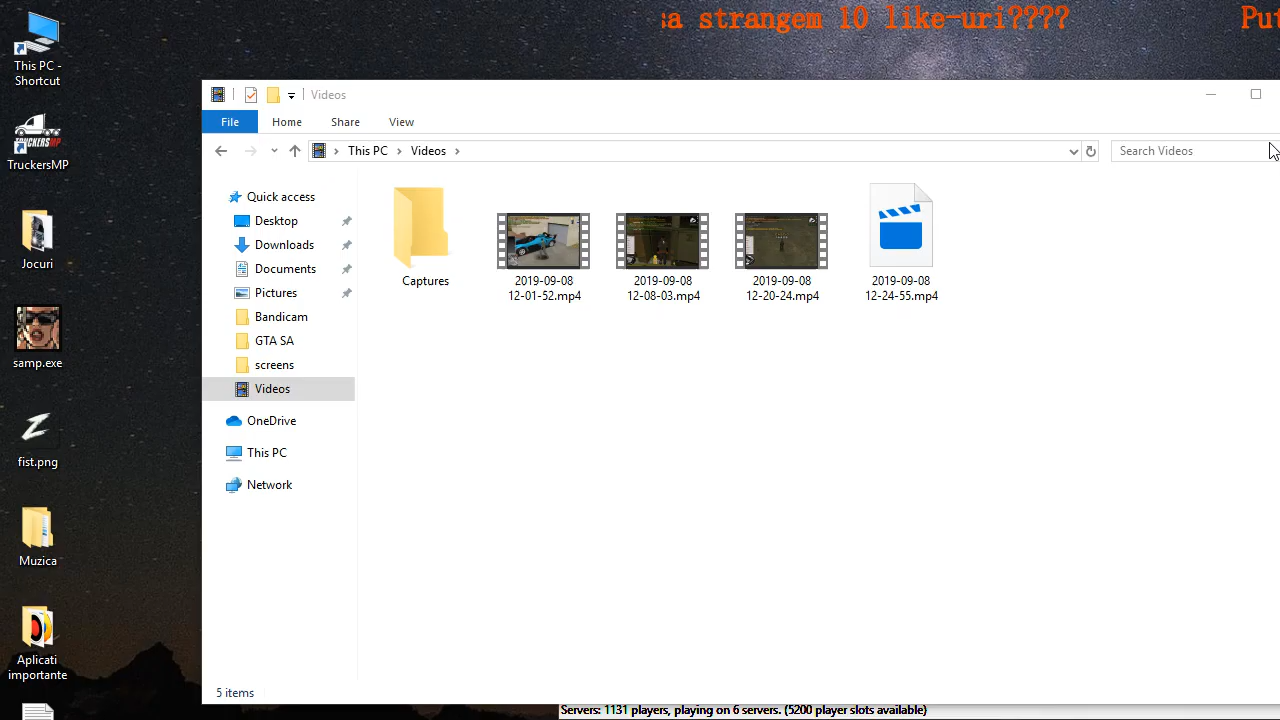 sa strangem 10 like-uri????
Pu
This PC -
Shortcut
Videos
File
Home
Share
View
This PC
Videos
Search Videos
TruckersMP
Quick access
Desktop
Downloads
Documents
Pictures
Bandicam
GTA SA
screens
Videos
OneDrive
This PC
Network
Captures
2019-09-08
12-01-52.mp4
2019-09-08
12-08-03.mp4
2019-09-08
12-20-24.mp4
2019-09-08
12-24-55.mp4
Jocuri
samp.exe
fist.png
Muzica
Aplicati
importante
5 items
Servers: 1131 players, playing on 6 servers. (5200 player slots available)